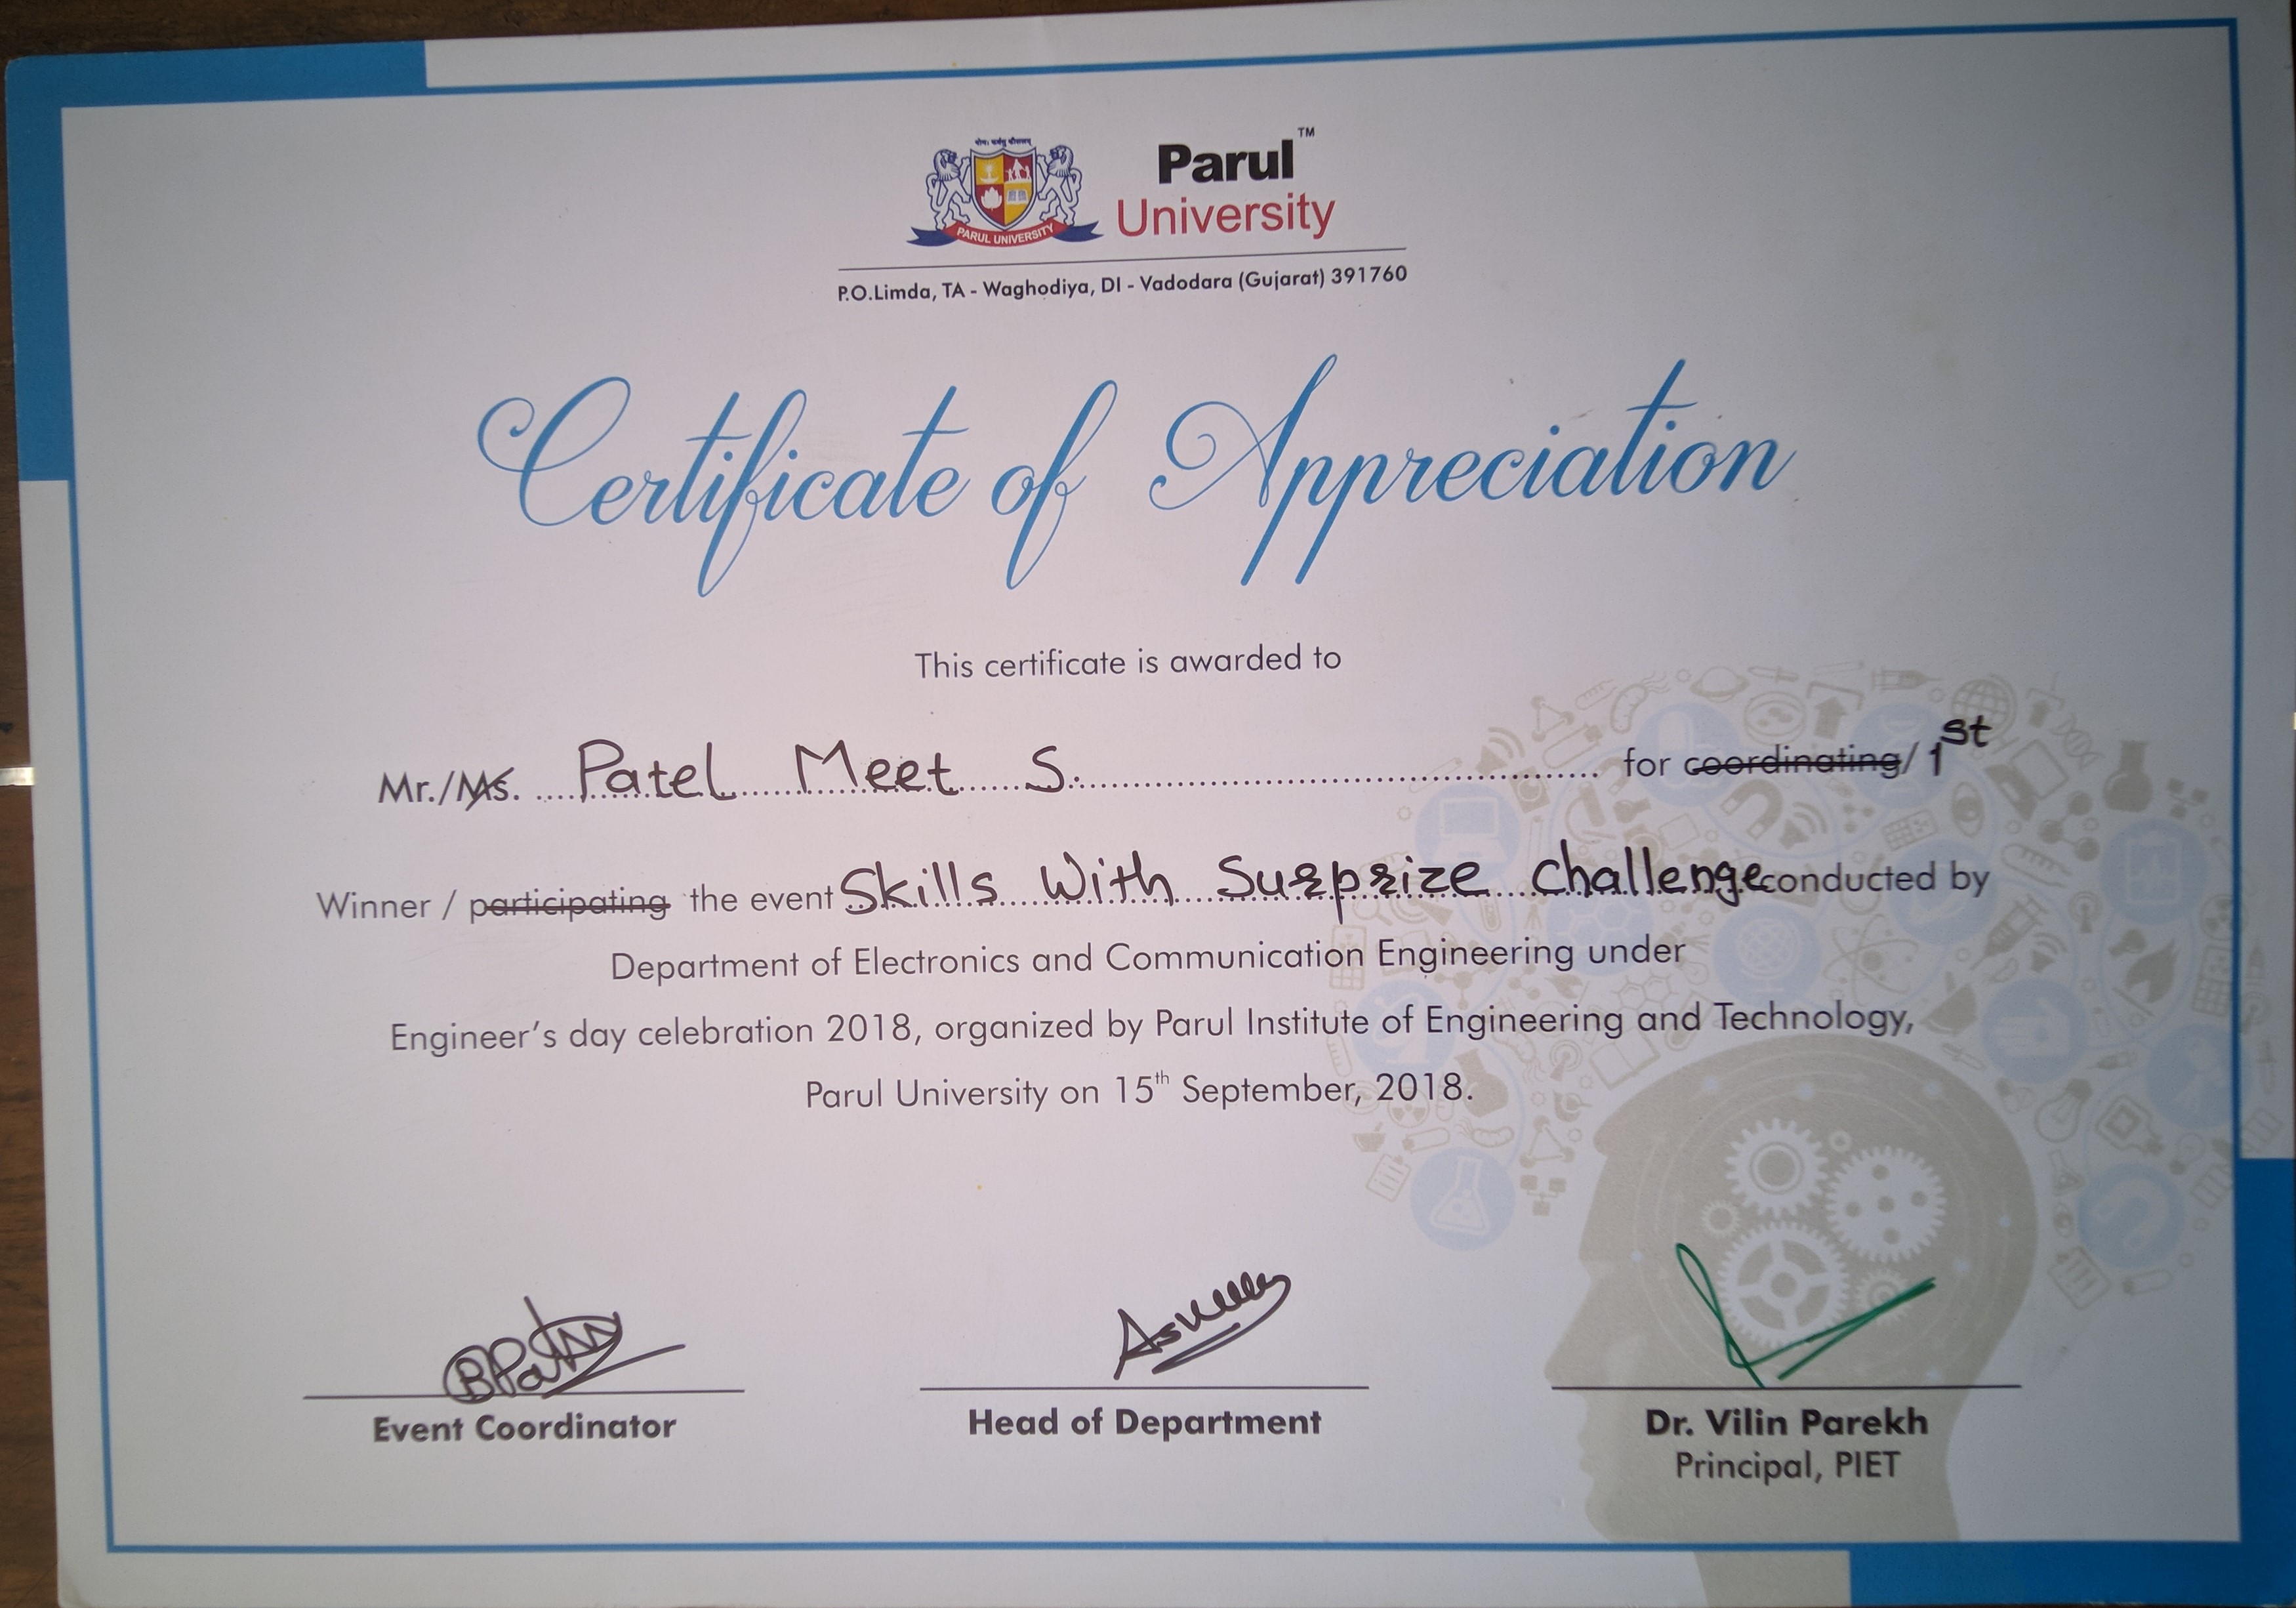 Parul™
University
PARUL UNIVERSITY
P.O.Limda, TA - Waghodiya, DI - Vadodara (Gujarat) 391760
Certificate of Appreciation
This certificate is awarded to
Mr./Ms. Patel Meet S. for coordinating/ 1st
Winner / participating the event Skills With Surprize Challenge conducted by
Department of Electronics and Communication Engineering under
Engineer's day celebration 2018, organized by Parul Institute of Engineering and Technology,
Parul University on 15th September, 2018.
Event Coordinator
Head of Department
Dr. Vilin Parekh
Principal, PIET